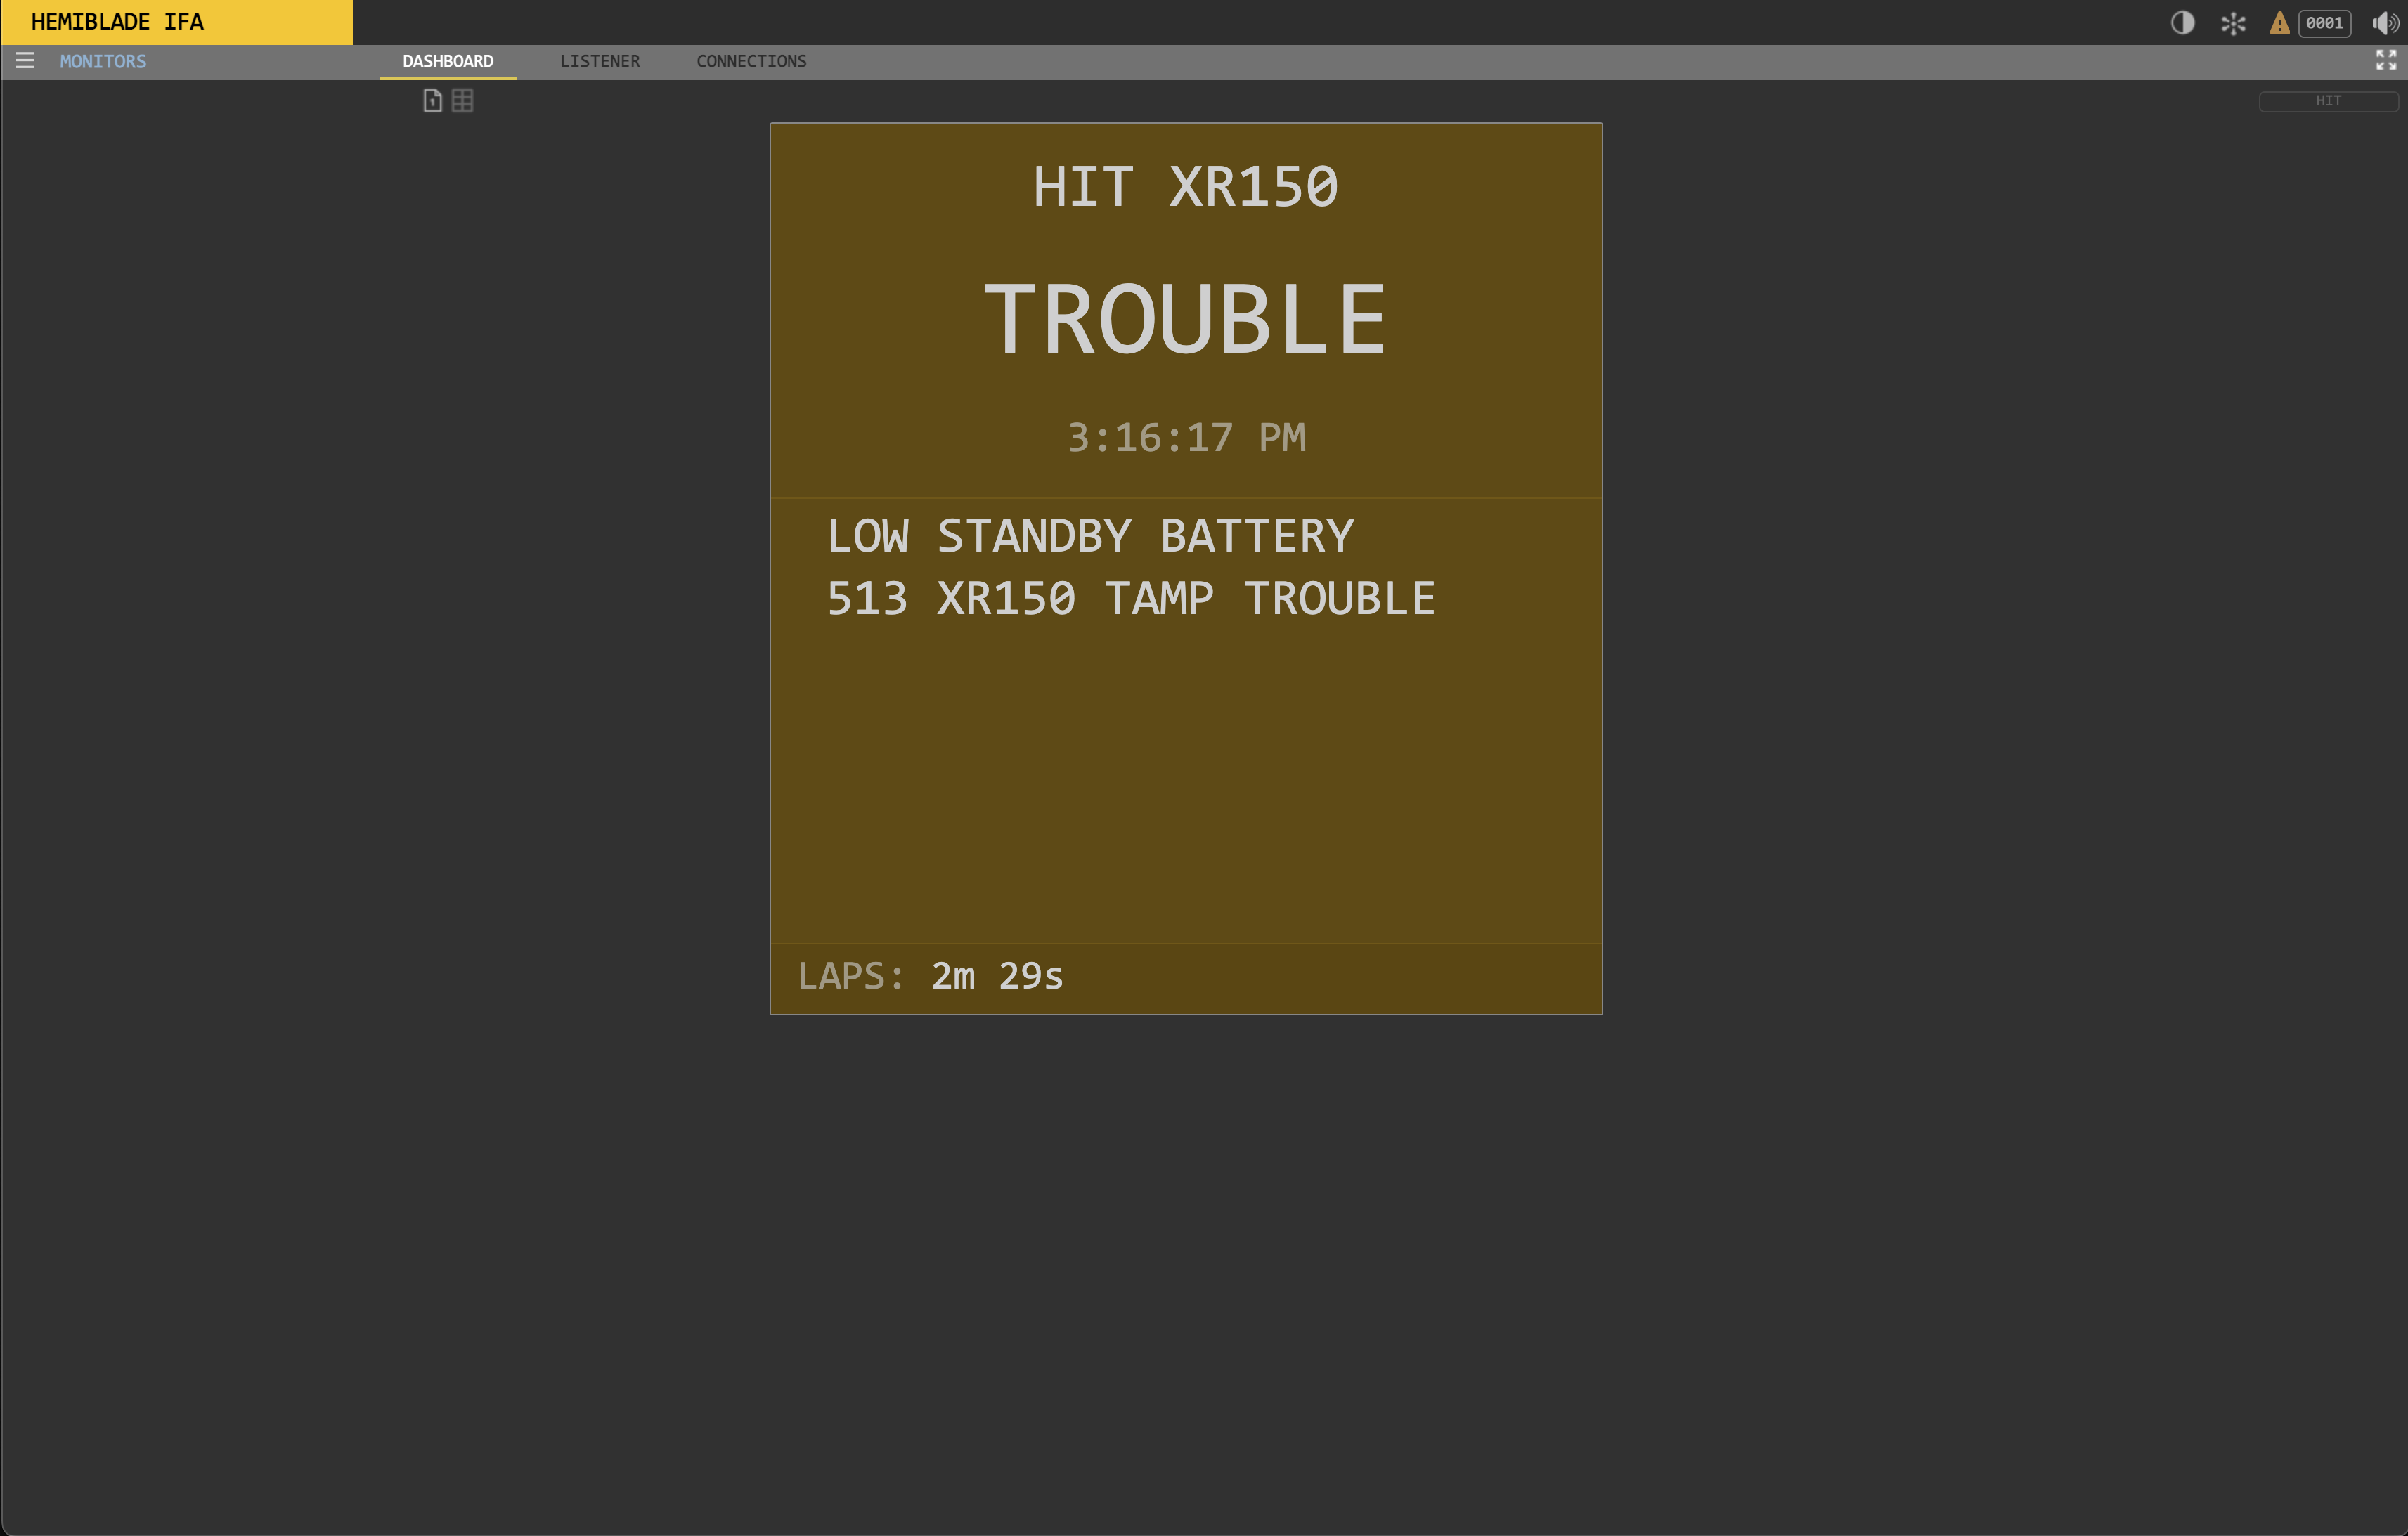 HEMIBLADE IFA
0001
MONITORS
DASHBOARD
LISTENER
CONNECTIONS
1
HIT
HIT XR150
TROUBLE
3:16:17 PM
LOW STANDBY BATTERY
513 XR150 TAMP TROUBLE
LAPS: 2m 29s